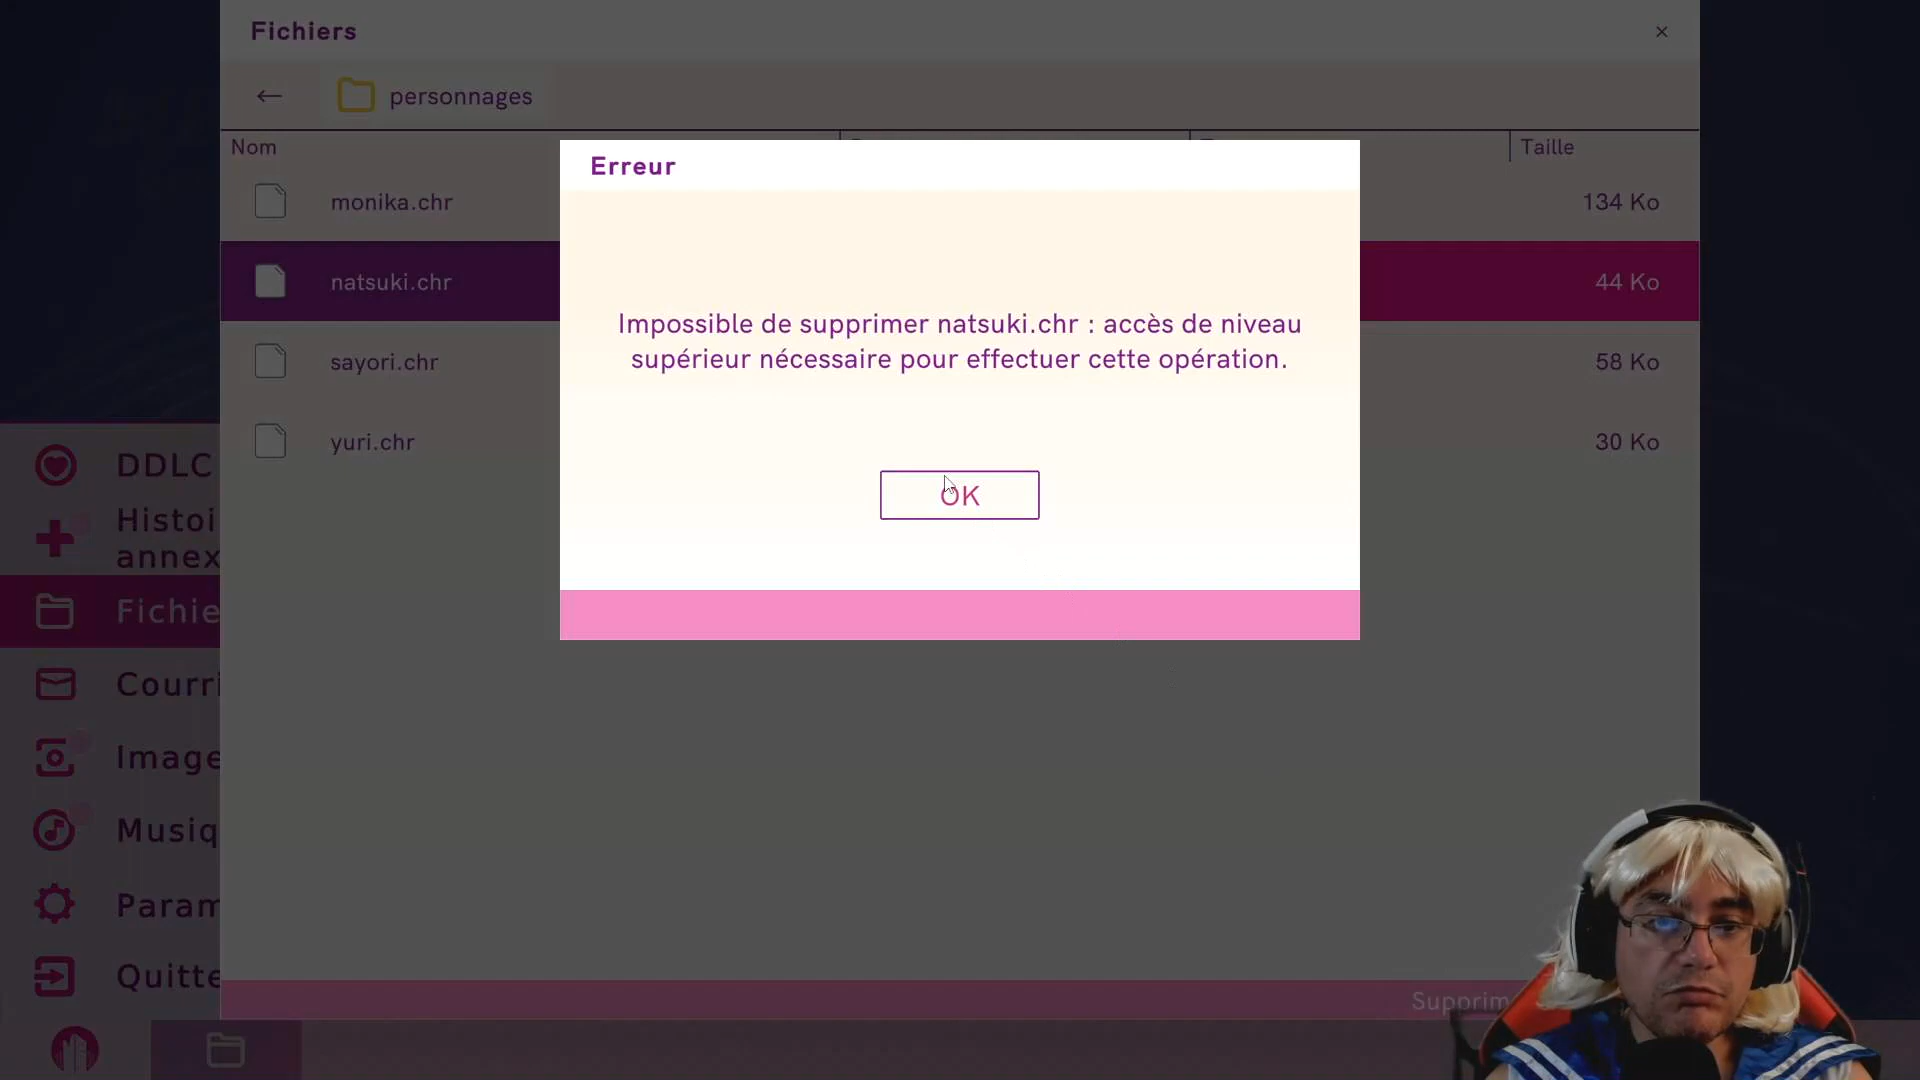 Fichiers
personnages
Nom
Taille
monika.chr
134 Ko
natsuki.chr
44 Ko
sayori.chr
58 Ko
yuri.chr
30 Ko
Erreur
Impossible de supprimer natsuki.chr : accès de niveau
supérieur nécessaire pour effectuer cette opération.
OK
DDLC
Histoi
annex
Fichie
Courri
Image
Musiq
Param
Quitte
Supprim